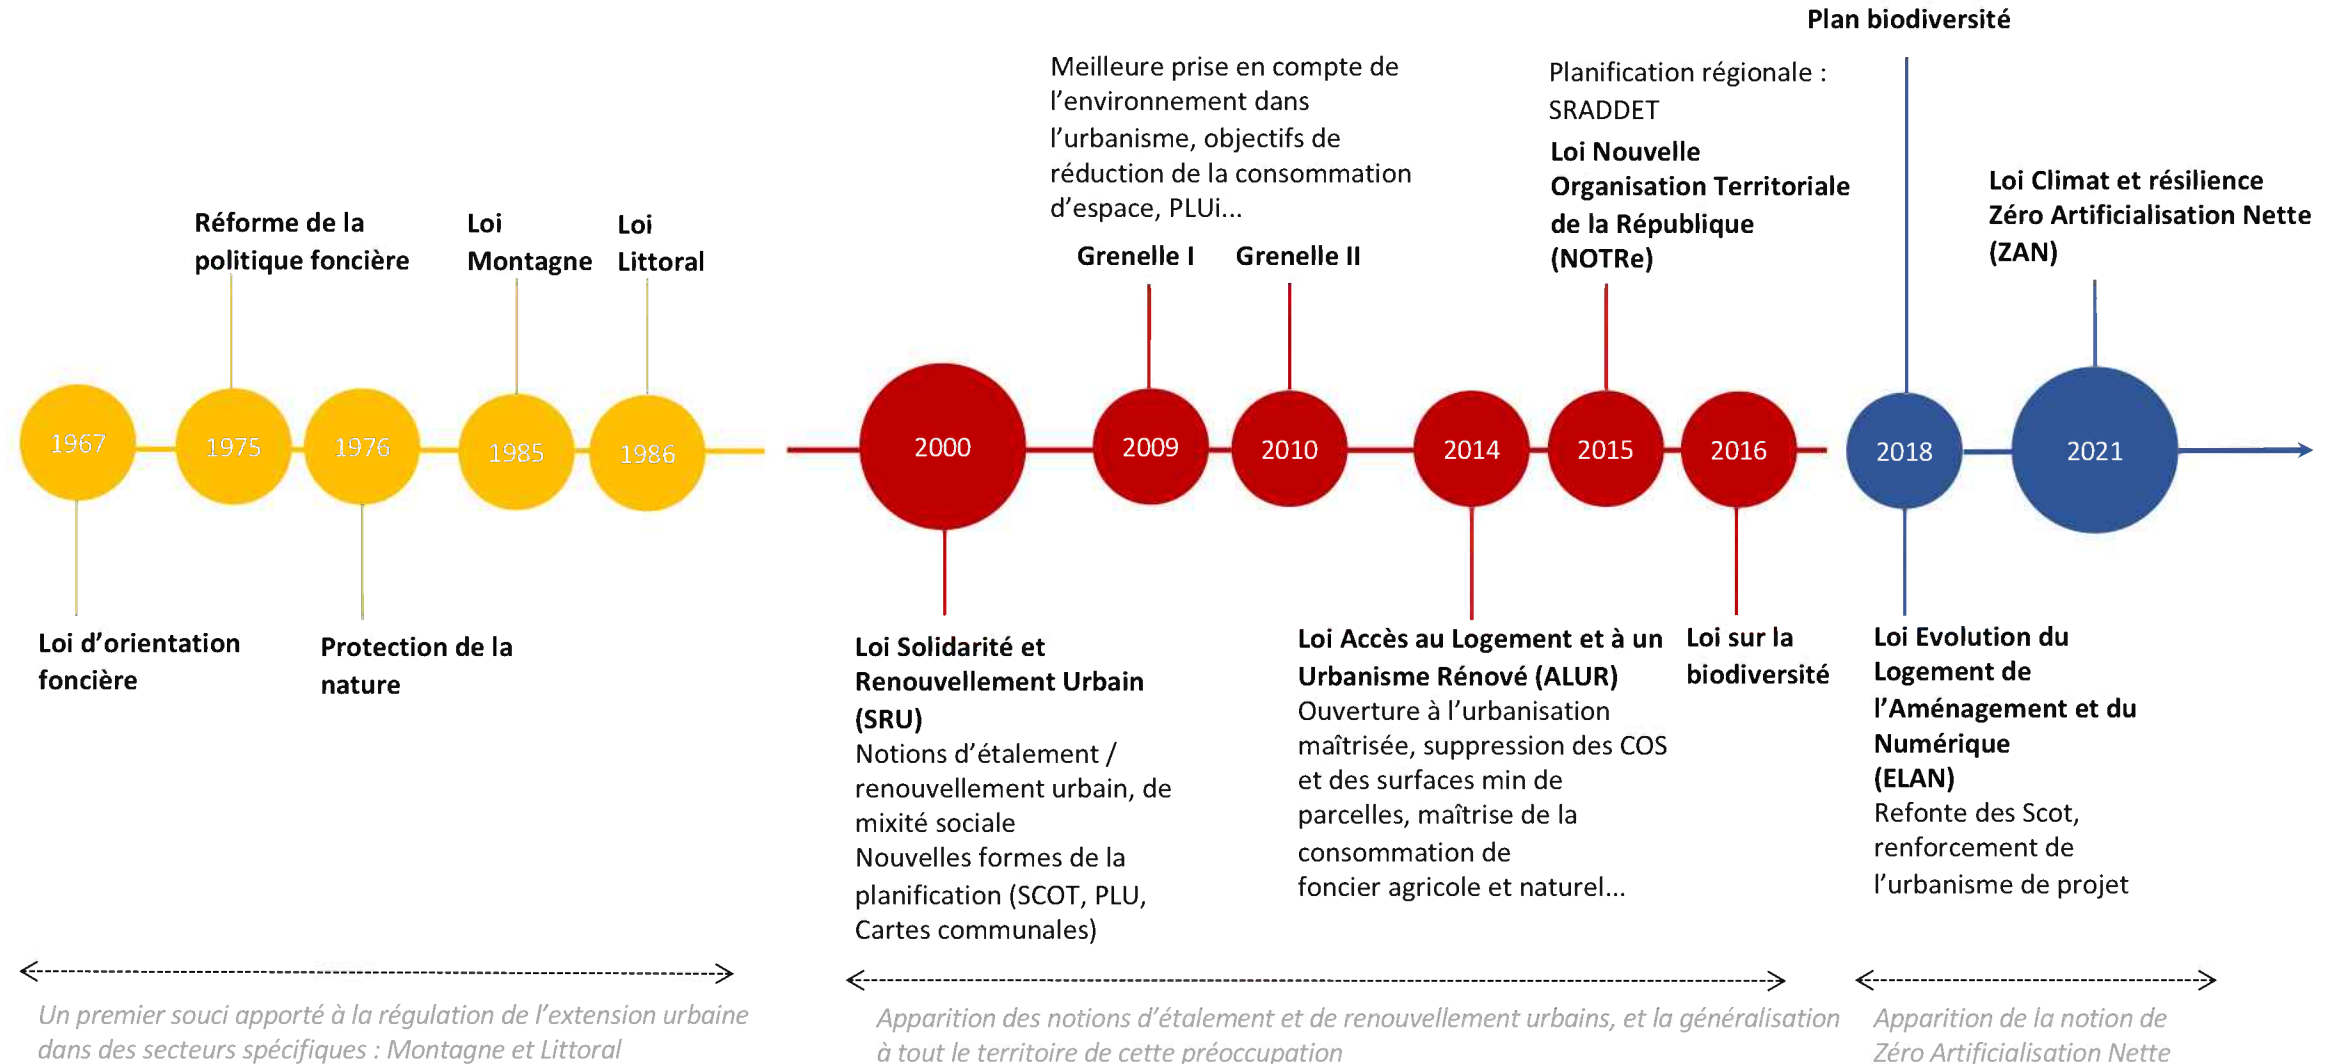 Plan biodiversité
Meilleure prise en compte de
l'environnement dans
l'urbanisme, objectifs de
réduction de la consommation
d'espace, PLUi...
Planification régionale :
SRADDET
Loi Nouvelle
Organisation Territoriale
de la République
(NOTRe)
Loi Climat et résilience
Zéro Artificialisation Nette
(ZAN)
Réforme de la
politique foncière
Loi
Montagne
Loi
Littoral
Grenelle I
Grenelle II
1967
1975
1976
1985
1986
2000
2009
2010
2014
2015
2016
2018
2021
Loi d'orientation
foncière
Protection de la
nature
Loi Solidarité et
Renouvellement Urbain
(SRU)
Notions d'étalement /
renouvellement urbain, de
mixité sociale
Nouvelles formes de la
planification (SCOT, PLU,
Cartes communales)
Loi Accès au Logement et à un
Urbanisme Rénové (ALUR)
Ouverture à l'urbanisation
maîtrisée, suppression des COS
et des surfaces min de
parcelles, maîtrise de la
consommation de
foncier agricole et naturel...
Loi sur la
biodiversité
Loi Evolution du
Logement de
l'Aménagement et du
Numérique
(ELAN)
Refonte des Scot,
renforcement de
l'urbanisme de projet
Un premier souci apporté à la régulation de l'extension urbaine
dans des secteurs spécifiques : Montagne et Littoral
Apparition des notions d'étalement et de renouvellement urbains, et la généralisation
à tout le territoire de cette préoccupation
Apparition de la notion de
Zéro Artificialisation Nette